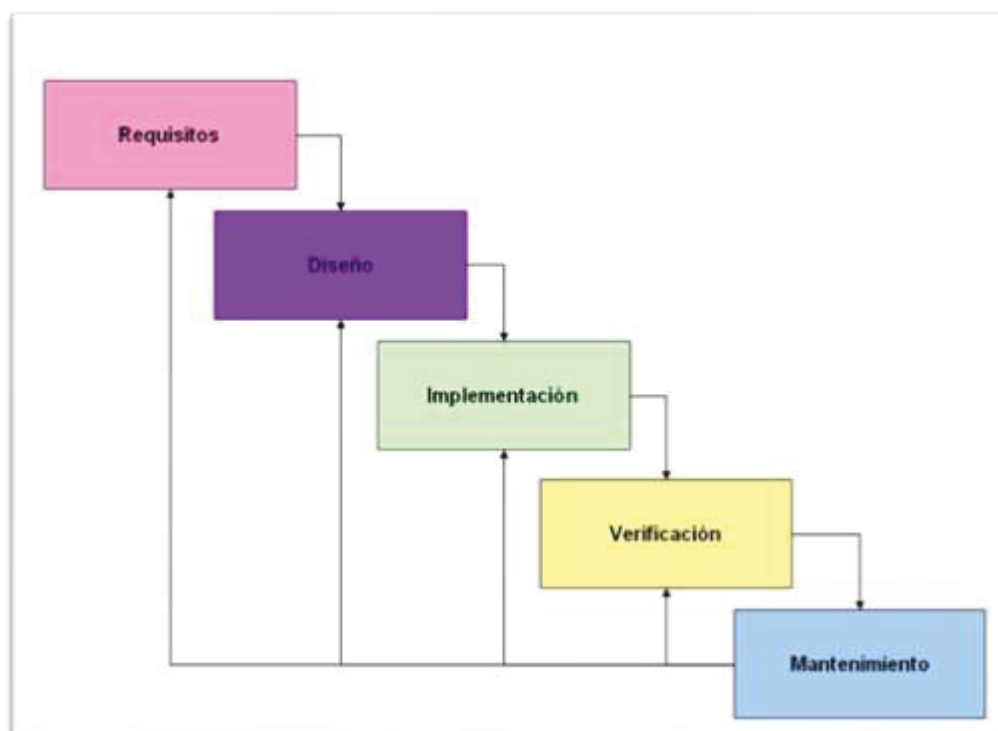 Requisitos
Diseño
Implementación
Verificación
Mantenimiento